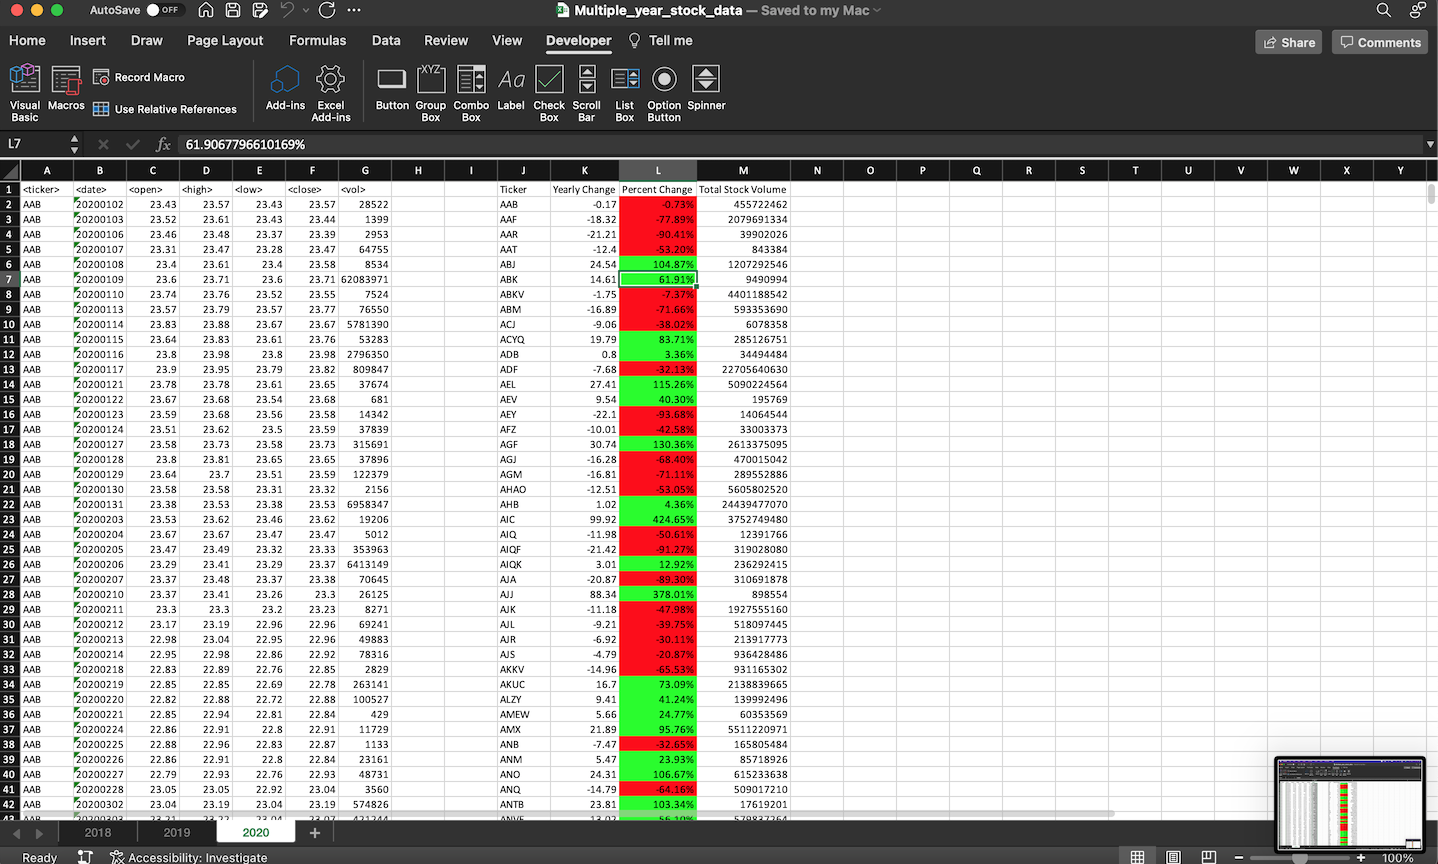 AutoSave OFF Multiple_year_stock_data — Saved to my Mac
Home Insert Draw Page Layout Formulas Data Review View Developer Tell me Share Comments
Visual Basic Macros Record Macro Use Relative References Add-ins Excel Add-ins Button Group Box Combo Box Label Check Box Scroll Bar List Box Option Button Spinner
L7 fx 61.9067796610169%
A B C D E F G H I J K L M N O P Q R S T U V W X Y
1 <ticker> <date> <open> <high> <low> <close> <vol> Ticker Yearly Change Percent Change Total Stock Volume
2 AAB 20200102 23.43 23.57 23.43 23.57 28522 AAB -0.17 -0.73% 455722462
3 AAB 20200103 23.52 23.61 23.43 23.44 1399 AAF -18.32 -77.89% 2079691334
4 AAB 20200106 23.46 23.48 23.37 23.39 2953 AAR -21.21 -90.41% 39902026
5 AAB 20200107 23.31 23.47 23.28 23.47 64755 AAT -12.4 -53.20% 843384
6 AAB 20200108 23.4 23.61 23.4 23.58 8534 ABJ 24.54 104.87% 1207292546
7 AAB 20200109 23.6 23.71 23.6 23.71 62083971 ABK 14.61 61.91% 9490994
8 AAB 20200110 23.74 23.76 23.52 23.55 7524 ABKV -1.75 -7.37% 4401188542
9 AAB 20200113 23.57 23.79 23.57 23.77 76550 ABM -16.89 -71.66% 593353690
10 AAB 20200114 23.83 23.88 23.67 23.67 5781390 ACJ -9.06 -38.02% 6078358
11 AAB 20200115 23.64 23.83 23.61 23.76 53283 ACYQ 19.79 83.71% 285126751
12 AAB 20200116 23.8 23.98 23.8 23.98 2796350 ADB 0.8 3.36% 34494484
13 AAB 20200117 23.9 23.95 23.79 23.82 809847 ADF -7.68 -32.13% 22705640630
14 AAB 20200121 23.78 23.78 23.61 23.65 37674 AEL 27.41 115.26% 5090224564
15 AAB 20200122 23.67 23.68 23.54 23.68 681 AEV 9.54 40.30% 195769
16 AAB 20200123 23.59 23.68 23.56 23.58 14342 AEY -22.1 -93.68% 14064544
17 AAB 20200124 23.51 23.62 23.5 23.59 37839 AFZ -10.01 -42.58% 33003373
18 AAB 20200127 23.58 23.73 23.58 23.73 315691 AGF 30.74 130.36% 2613375095
19 AAB 20200128 23.8 23.81 23.65 23.65 37896 AGJ -16.28 -68.40% 470015042
20 AAB 20200129 23.64 23.7 23.51 23.59 122379 AGM -16.81 -71.11% 289552886
21 AAB 20200130 23.58 23.58 23.31 23.32 2156 AHAO -12.51 -53.05% 5605802520
22 AAB 20200131 23.38 23.53 23.38 23.53 6958347 AHB 1.02 4.36% 24439477070
23 AAB 20200203 23.53 23.62 23.46 23.62 19206 AIC 99.92 424.65% 3752749480
24 AAB 20200204 23.67 23.67 23.47 23.47 5012 AIQ -11.98 -50.61% 12391766
25 AAB 20200205 23.47 23.49 23.32 23.33 353963 AIQF -21.42 -91.27% 319028080
26 AAB 20200206 23.29 23.41 23.29 23.37 6413149 AIQK 3.01 12.92% 236292415
27 AAB 20200207 23.37 23.48 23.37 23.38 70645 AJA -20.87 -89.30% 310691878
28 AAB 20200210 23.37 23.41 23.26 23.3 26125 AJJ 88.34 378.01% 898554
29 AAB 20200211 23.3 23.3 23.2 23.23 8271 AJK -11.18 -47.98% 1927555160
30 AAB 20200212 23.17 23.19 22.96 22.96 69241 AJL -9.21 -39.75% 518097445
31 AAB 20200213 22.98 23.04 22.95 22.96 49883 AJR -6.92 -30.11% 213917773
32 AAB 20200214 22.95 22.98 22.86 22.92 78316 AJS -4.79 -20.87% 936428486
33 AAB 20200218 22.83 22.89 22.76 22.85 2829 AKKV -14.96 -65.53% 931165302
34 AAB 20200219 22.85 22.85 22.69 22.78 263141 AKUC 16.7 73.09% 2138839665
35 AAB 20200220 22.82 22.88 22.72 22.88 100527 ALZY 9.41 41.24% 139992496
36 AAB 20200221 22.85 22.94 22.81 22.84 429 AMEW 5.66 24.77% 60353569
37 AAB 20200224 22.86 22.91 22.8 22.91 11729 AMX 21.89 95.76% 5511220971
38 AAB 20200225 22.88 22.96 22.83 22.87 1133 ANB -7.47 -32.65% 165805484
39 AAB 20200226 22.86 22.91 22.8 22.84 23161 ANM 5.47 23.93% 85718926
40 AAB 20200227 22.79 22.93 22.76 22.93 48731 ANO 24.31 106.67% 615233638
41 AAB 20200228 23.05 23.05 22.92 23.04 3560 ANQ -14.79 -64.16% 509017210
42 AAB 20200302 23.04 23.19 23.04 23.19 574826 ANTB 23.81 103.34% 17619201
2018 2019 2020 +
Ready Accessibility: Investigate 100%